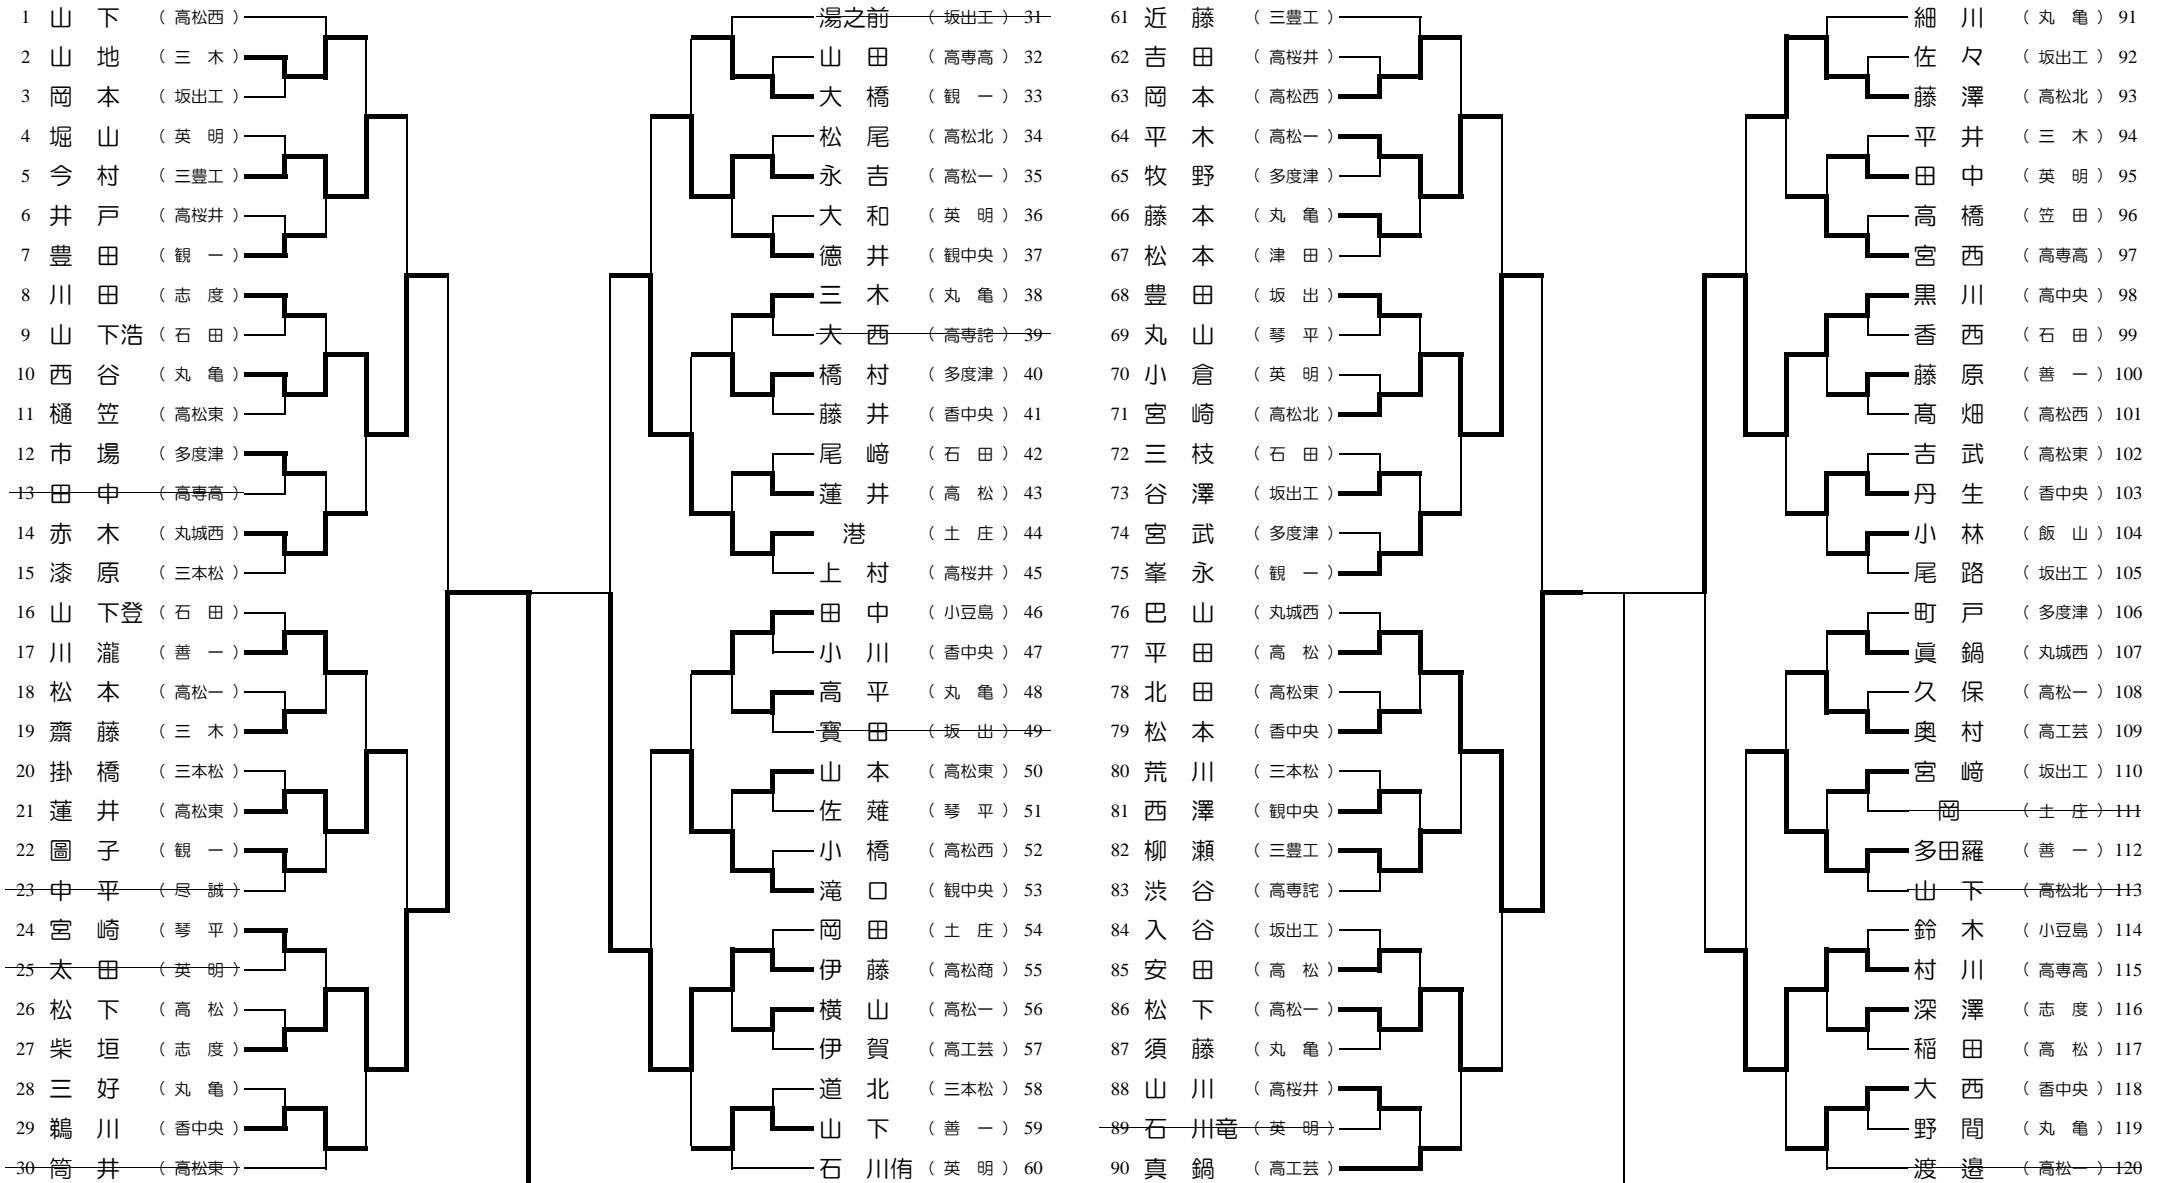 1 山 下 （ 高松西 ）
2 山 地 （ 三 木 ）
3 岡 本 （ 坂出工 ）
4 堀 山 （ 英 明 ）
5 今 村 （ 三豊工 ）
6 井 戸 （ 高桜井 ）
7 豊 田 （ 観 一 ）
8 川 田 （ 志 度 ）
9 山 下浩 （ 石 田 ）
10 西 谷 （ 丸 亀 ）
11 樋 笠 （ 高松東 ）
12 市 場 （ 多度津 ）
13 田 中 （ 高専高 ）
14 赤 木 （ 丸城西 ）
15 漆 原 （ 三本松 ）
16 山 下登 （ 石 田 ）
17 川 瀧 （ 善 一 ）
18 松 本 （ 高松一 ）
19 齋 藤 （ 三 木 ）
20 掛 橋 （ 三本松 ）
21 蓮 井 （ 高松東 ）
22 圖 子 （ 観 一 ）
23 中 平 （ 尽 誠 ）
24 宮 崎 （ 琴 平 ）
25 太 田 （ 英 明 ）
26 松 下 （ 高 松 ）
27 柴 垣 （ 志 度 ）
28 三 好 （ 丸 亀 ）
29 鵜 川 （ 香中央 ）
30 筒 井 （ 高松東 ）
湯之前 （ 坂出工 ） 31
山 田 （ 高専高 ） 32
大 橋 （ 観 一 ） 33
松 尾 （ 高松北 ） 34
永 吉 （ 高松一 ） 35
大 和 （ 英 明 ） 36
德 井 （ 観中央 ） 37
三 木 （ 丸 亀 ） 38
大 西 （ 高専詫 ） 39
橋 村 （ 多度津 ） 40
藤 井 （ 香中央 ） 41
尾 﨑 （ 石 田 ） 42
蓮 井 （ 高 松 ） 43
港 （ 土 庄 ） 44
上 村 （ 高桜井 ） 45
田 中 （ 小豆島 ） 46
小 川 （ 香中央 ） 47
高 平 （ 丸 亀 ） 48
寶 田 （ 坂 出 ） 49
山 本 （ 高松東 ） 50
佐 薙 （ 琴 平 ） 51
小 橋 （ 高松西 ） 52
滝 口 （ 観中央 ） 53
岡 田 （ 土 庄 ） 54
伊 藤 （ 高松商 ） 55
横 山 （ 高松一 ） 56
伊 賀 （ 高工芸 ） 57
道 北 （ 三本松 ） 58
山 下 （ 善 一 ） 59
石 川侑 （ 英 明 ） 60
61 近 藤 （ 三豊工 ）
62 吉 田 （ 高桜井 ）
63 岡 本 （ 高松西 ）
64 平 木 （ 高松一 ）
65 牧 野 （ 多度津 ）
66 藤 本 （ 丸 亀 ）
67 松 本 （ 津 田 ）
68 豊 田 （ 坂 出 ）
69 丸 山 （ 琴 平 ）
70 小 倉 （ 英 明 ）
71 宮 崎 （ 高松北 ）
72 三 枝 （ 石 田 ）
73 谷 澤 （ 坂出工 ）
74 宮 武 （ 多度津 ）
75 峯 永 （ 観 一 ）
76 巴 山 （ 丸城西 ）
77 平 田 （ 高 松 ）
78 北 田 （ 高松東 ）
79 松 本 （ 香中央 ）
80 荒 川 （ 三本松 ）
81 西 澤 （ 観中央 ）
82 柳 瀬 （ 三豊工 ）
83 渋 谷 （ 高専詫 ）
84 入 谷 （ 坂出工 ）
85 安 田 （ 高 松 ）
86 松 下 （ 高松一 ）
87 須 藤 （ 丸 亀 ）
88 山 川 （ 高桜井 ）
89 石 川竜 （ 英 明 ）
90 真 鍋 （ 高工芸 ）
細 川 （ 丸 亀 ） 91
佐 々 （ 坂出工 ） 92
藤 澤 （ 高松北 ） 93
平 井 （ 三 木 ） 94
田 中 （ 英 明 ） 95
高 橋 （ 笠 田 ） 96
宮 西 （ 高専高 ） 97
黒 川 （ 高中央 ） 98
香 西 （ 石 田 ） 99
藤 原 （ 善 一 ） 100
髙 畑 （ 高松西 ） 101
吉 武 （ 高松東 ） 102
丹 生 （ 香中央 ） 103
小 林 （ 飯 山 ） 104
尾 路 （ 坂出工 ） 105
町 戸 （ 多度津 ） 106
眞 鍋 （ 丸城西 ） 107
久 保 （ 高松一 ） 108
奥 村 （ 高工芸 ） 109
宮 﨑 （ 坂出工 ） 110
岡 （ 土 庄 ） 111
多田羅 （ 善 一 ） 112
山 下 （ 高松北 ） 113
鈴 木 （ 小豆島 ） 114
村 川 （ 高専高 ） 115
深 澤 （ 志 度 ） 116
稲 田 （ 高 松 ） 117
大 西 （ 香中央 ） 118
野 間 （ 丸 亀 ） 119
渡 邉 （ 高松一 ） 120